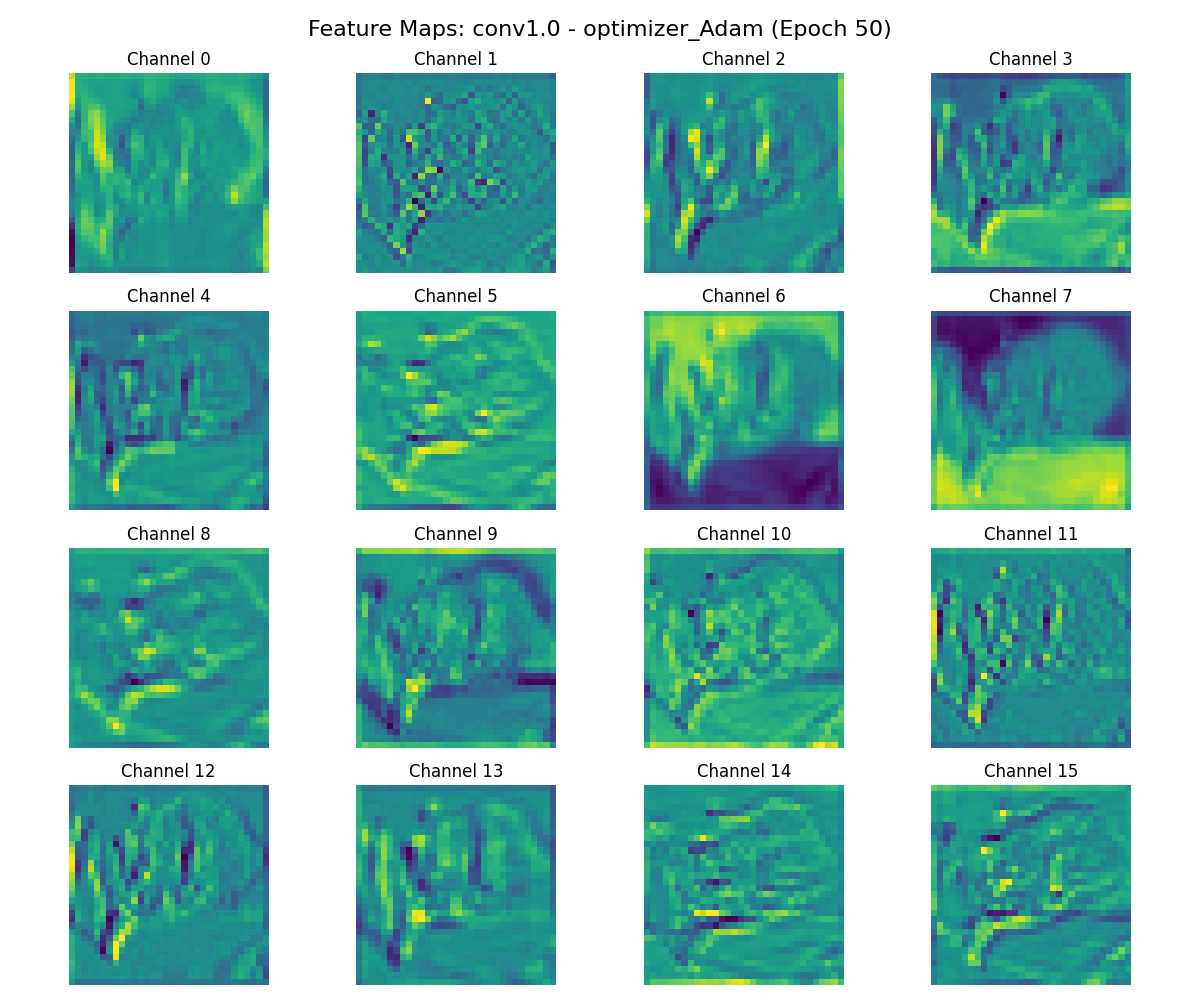 Feature Maps: conv1.0 - optimizer_Adam (Epoch 50)
Channel 0
Channel 1
Channel 2
Channel 3
Channel 4
Channel 5
Channel 6
Channel 7
Channel 8
Channel 9
Channel 10
Channel 11
Channel 12
Channel 13
Channel 14
Channel 15